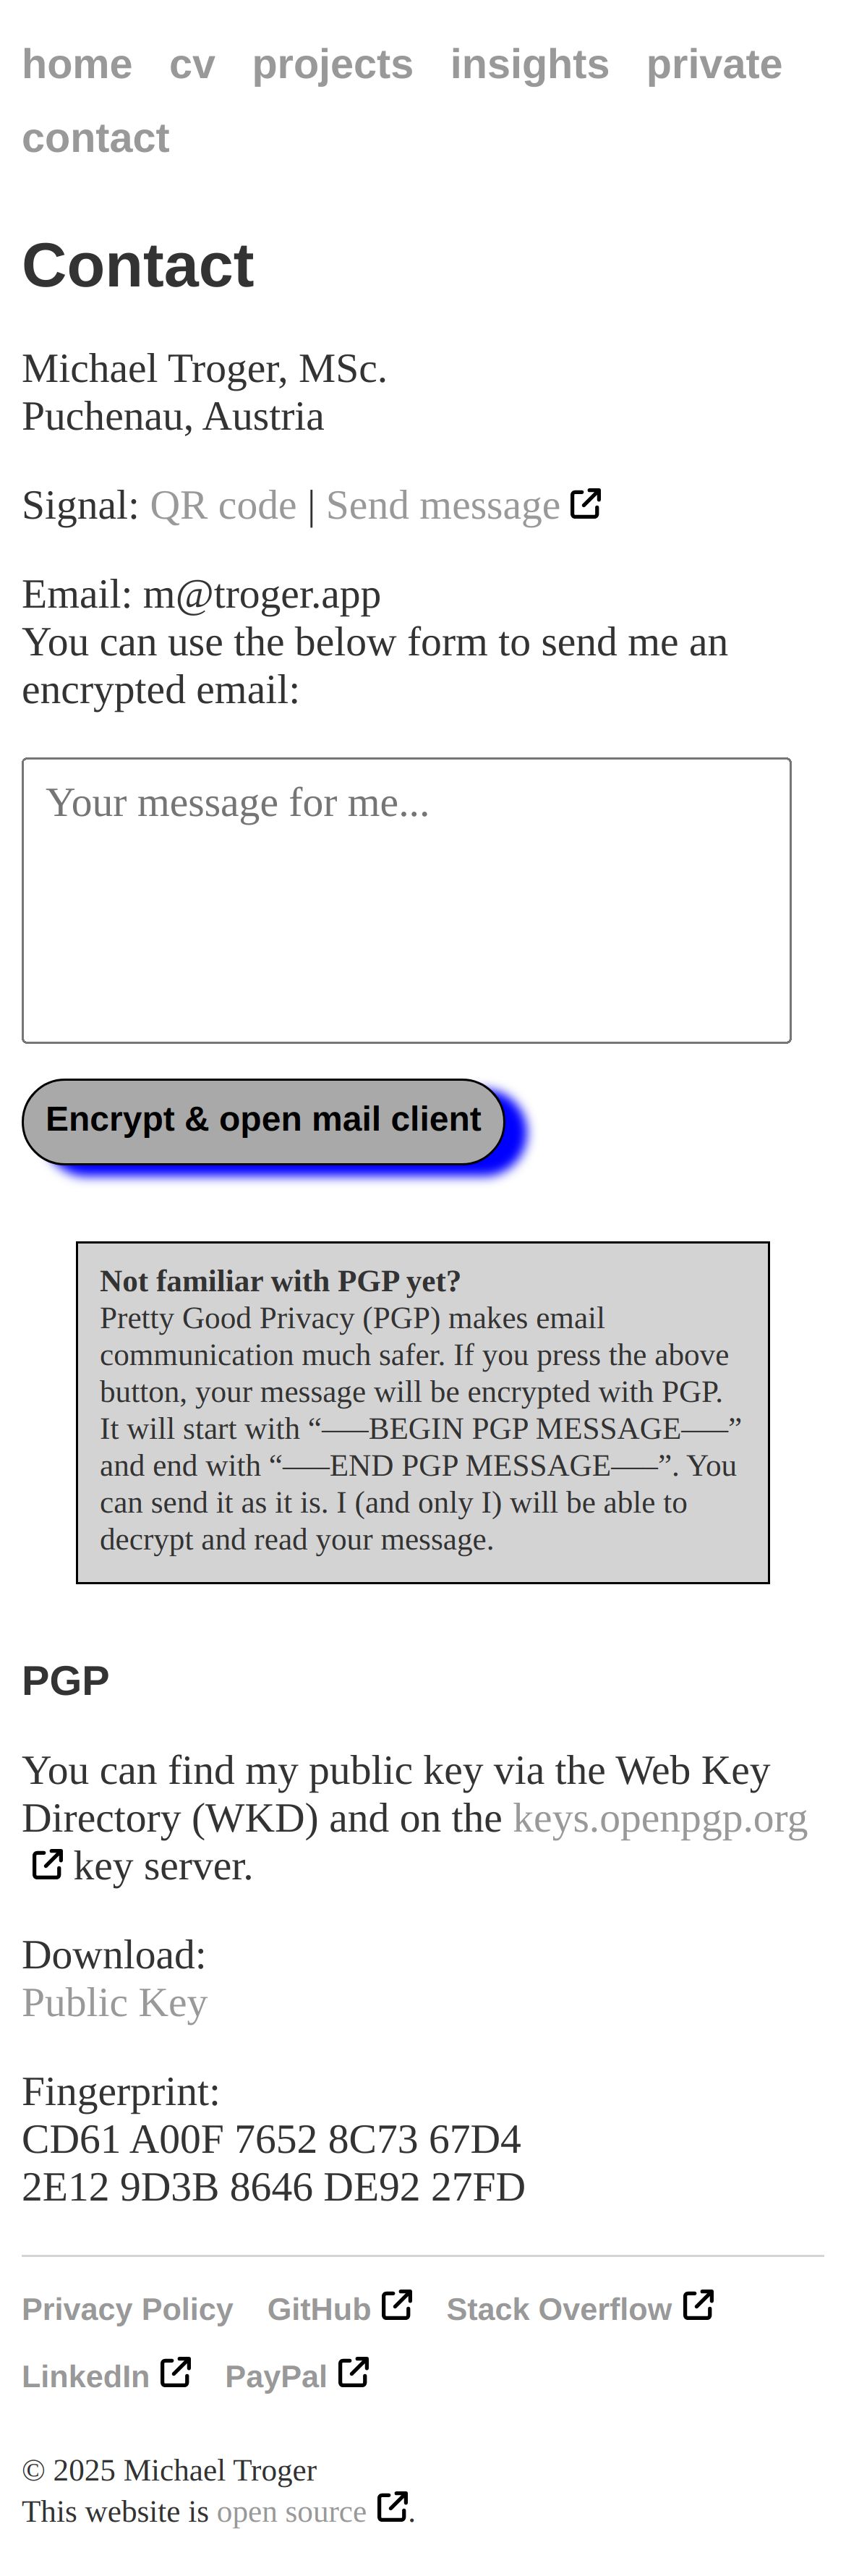 home cv projects insights private
contact
Contact
Michael Troger, MSc.
Puchenau, Austria
Signal: QR code | Send message
Email: m@troger.app
You can use the below form to send me an
encrypted email:
Your message for me...
Encrypt & open mail client
Not familiar with PGP yet?
Pretty Good Privacy (PGP) makes email
communication much safer. If you press the above
button, your message will be encrypted with PGP.
It will start with “—–BEGIN PGP MESSAGE—–”
and end with “—–END PGP MESSAGE—–”. You
can send it as it is. I (and only I) will be able to
decrypt and read your message.
PGP
You can find my public key via the Web Key
Directory (WKD) and on the keys.openpgp.org
key server.
Download:
Public Key
Fingerprint:
CD61 A00F 7652 8C73 67D4
2E12 9D3B 8646 DE92 27FD
Privacy Policy GitHub Stack Overflow
LinkedIn PayPal
© 2025 Michael Troger
This website is open source .